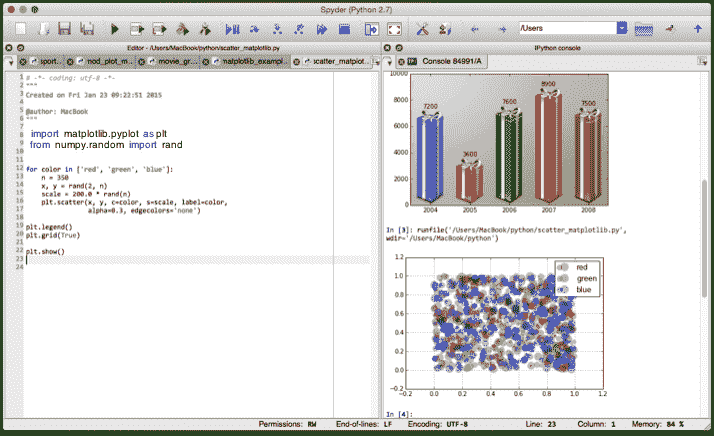 Spyder (Python 2.7)
/Users
Editor - /Users/MacBook/python/scatter_matplotlib.py
IPython console
sport...
mod_plot_m...
movie_gr...
matplotlib_exampl...
scatter_matplot...
Console 84991/A
1 # -*- coding: utf-8 -*-
2 """
3 Created on Fri Jan 23 09:22:51 2015
4
5 @author: MacBook
6 """
7
8 import matplotlib.pyplot as plt
9 from numpy.random import rand
10
11
12 for color in ['red', 'green', 'blue']:
13 n = 350
14 x, y = rand(2, n)
15 scale = 200.0 * rand(n)
16 plt.scatter(x, y, c=color, s=scale, label=color,
17 alpha=0.3, edgecolors='none')
18
19 plt.legend()
20 plt.grid(True)
21
22 plt.show()
23
24
10000
8000
6000
4000
2000
0
7200
3400
7600
8900
7500
2004 2005 2006 2007 2008
In [3]: runfile('/Users/MacBook/python/scatter_matplotlib.py',
wdir='/Users/MacBook/python')
1.2
1.0
0.8
0.6
0.4
0.2
0.0
−0.2
red
green
blue
−0.2 0.0 0.2 0.4 0.6 0.8 1.0 1.2
In [4]:
Permissions: RW End-of-lines: LF Encoding: UTF-8 Line: 23 Column: 1 Memory: 84 %